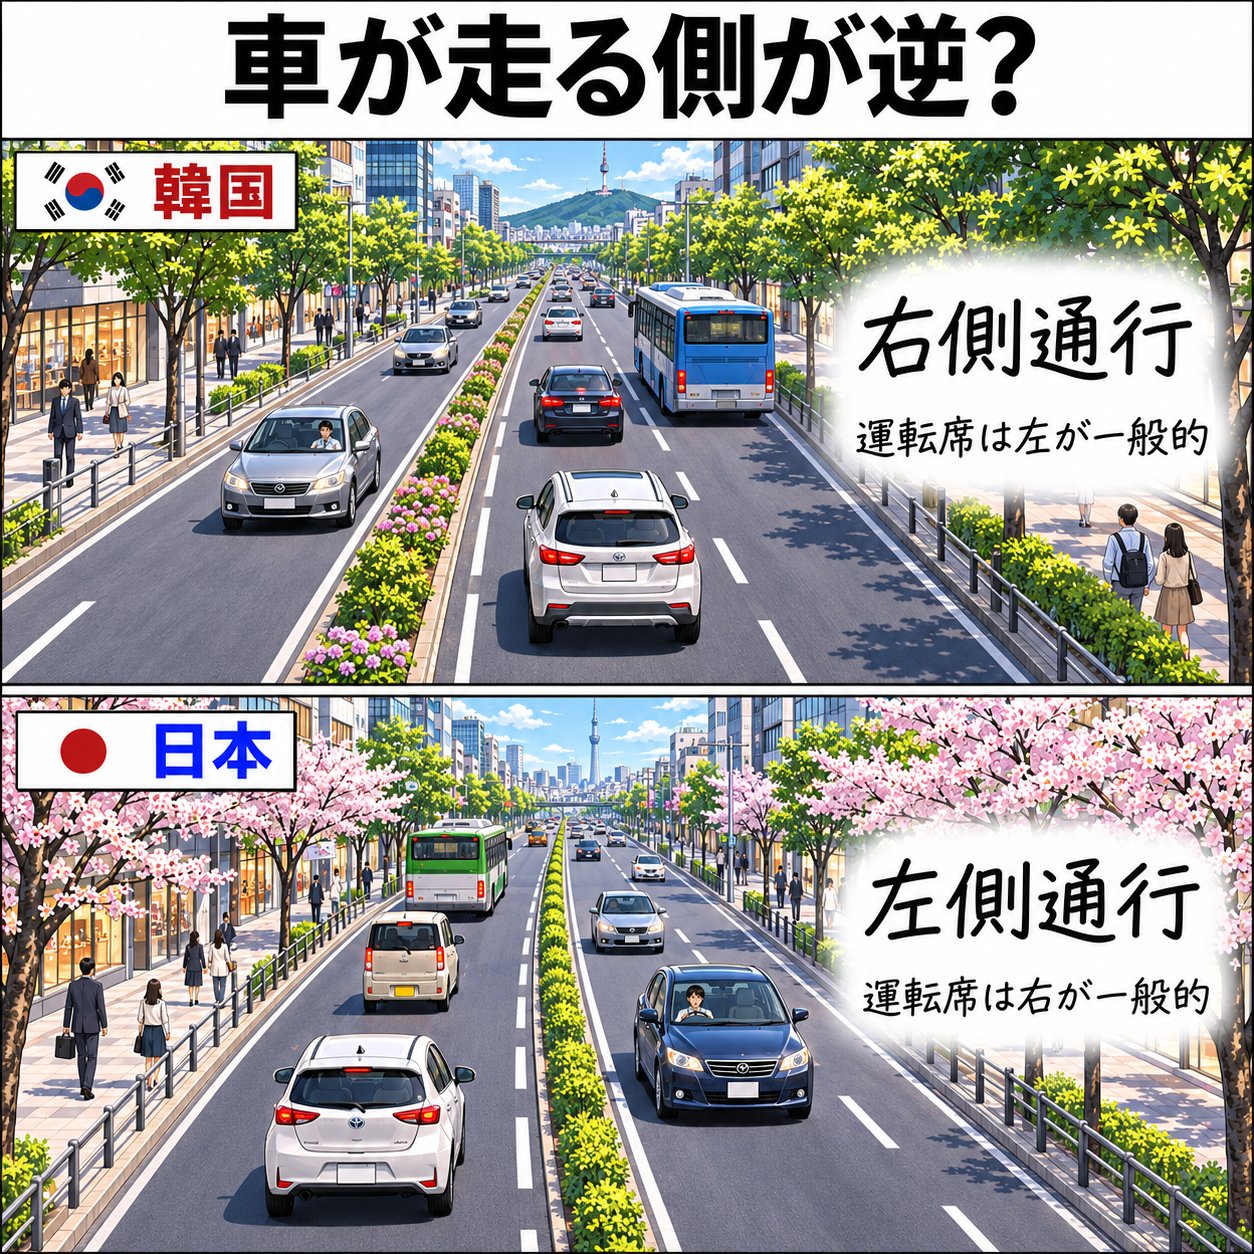 車が走る側が逆？
韓国
右側通行
運転席は左が一般的
日本
左側通行
運転席は右が一般的